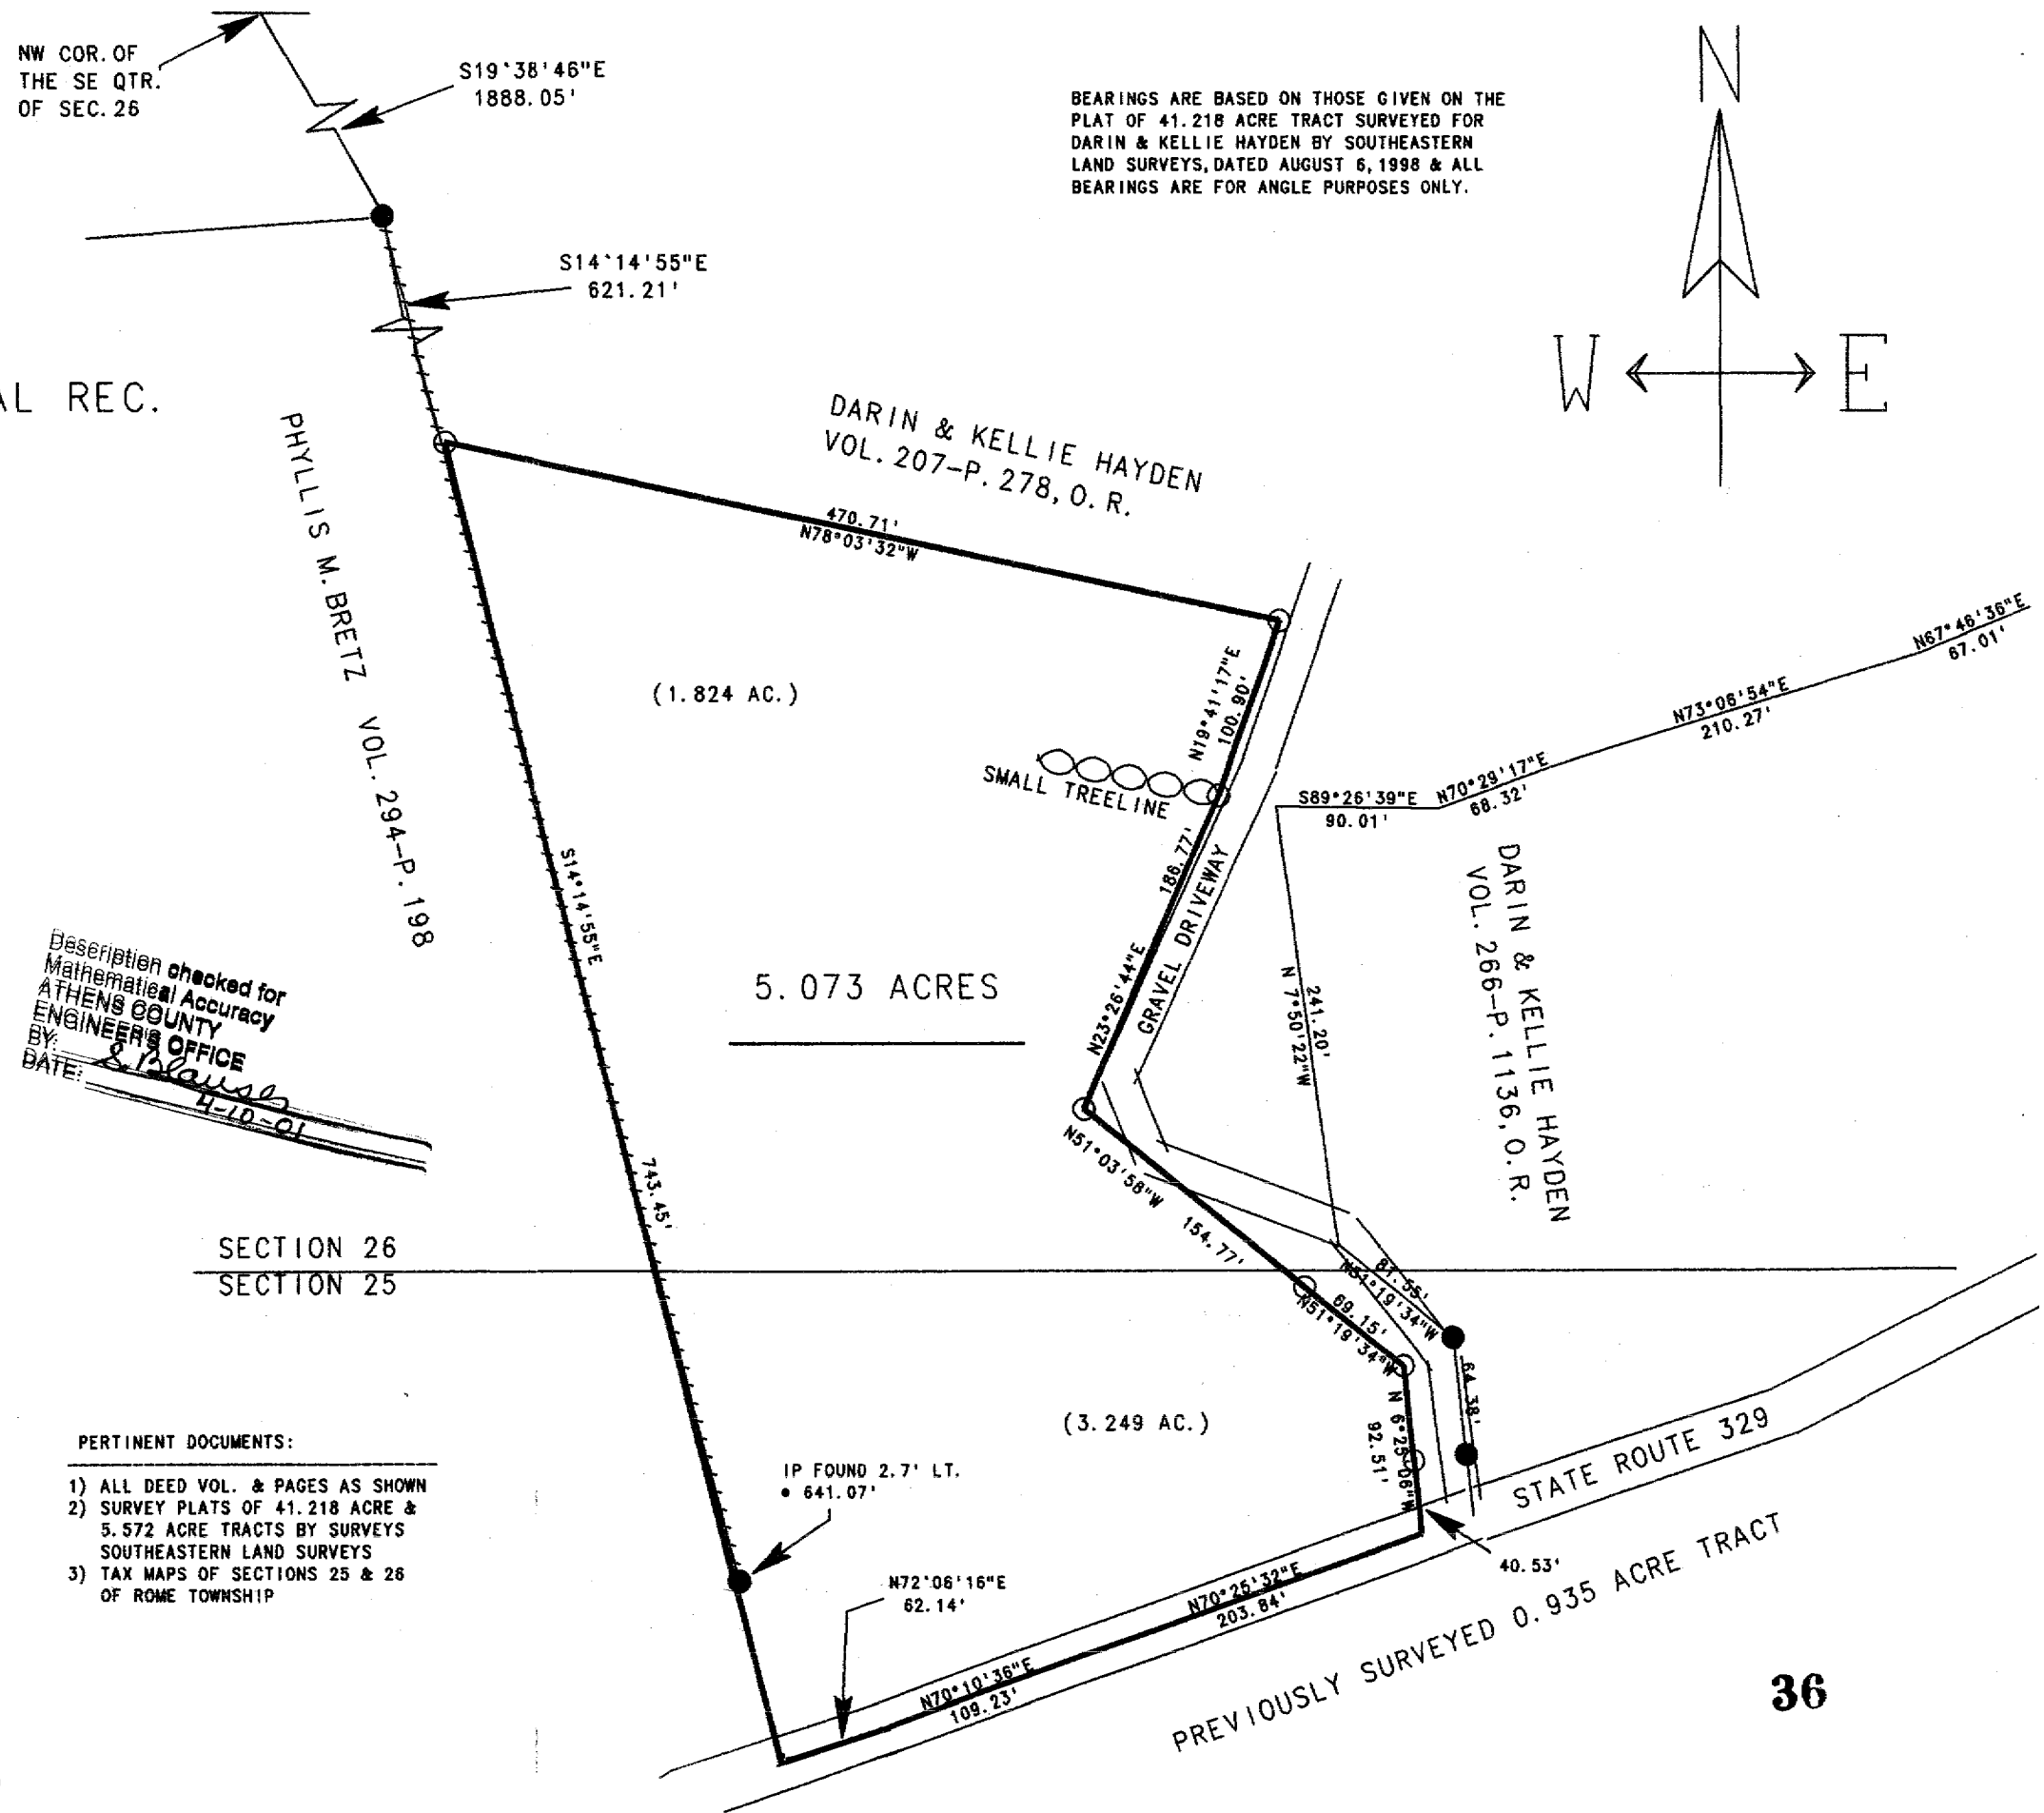 NW COR. OF
THE SE QTR.
OF SEC. 26
S19°38'46"E
1888.05'
BEARINGS ARE BASED ON THOSE GIVEN ON THE
PLAT OF 41.218 ACRE TRACT SURVEYED FOR
DARIN & KELLIE HAYDEN BY SOUTHEASTERN
LAND SURVEYS, DATED AUGUST 6, 1998 & ALL
BEARINGS ARE FOR ANGLE PURPOSES ONLY.
N
W
E
S14°14'55"E
621.21'
AL REC.
DARIN & KELLIE HAYDEN
VOL. 207-P. 278, O. R.
470.71'
N78°03'32"W
PHYLLIS M. BRETZ VOL. 294-P. 198
(1.824 AC.)
N19°41'17"E
100.90'
SMALL TREELINE
N67°46'36"E
67.01'
N73°06'54"E
210.27'
N70°29'17"E
68.32'
S89°26'39"E
90.01'
186.77'
N23°26'44"E
GRAVEL DRIVEWAY
241.20'
N 7°50'22"W
DARIN & KELLIE HAYDEN
VOL. 266-P. 1136, O. R.
S14°14'55"E
743.45'
5.073 ACRES
Description checked for
Mathematical Accuracy
ATHENS COUNTY
ENGINEER'S OFFICE
BY:
DATE: 4-10-01
N51°03'58"W 154.77'
SECTION 26
SECTION 25
81.55'
N51°19'34"W
69.15'
N51°19'34"W
64.38'
N 6°25'06"W
92.51'
(3.249 AC.)
STATE ROUTE 329
40.53'
PREVIOUSLY SURVEYED 0.935 ACRE TRACT
PERTINENT DOCUMENTS:
1) ALL DEED VOL. & PAGES AS SHOWN
2) SURVEY PLATS OF 41.218 ACRE &
5.572 ACRE TRACTS BY SURVEYS
SOUTHEASTERN LAND SURVEYS
3) TAX MAPS OF SECTIONS 25 & 26
OF ROME TOWNSHIP
IP FOUND 2.7' LT.
• 641.07'
N72°06'16"E
62.14'
N70°10'36"E
109.23'
N70°25'32"E
203.84'
36